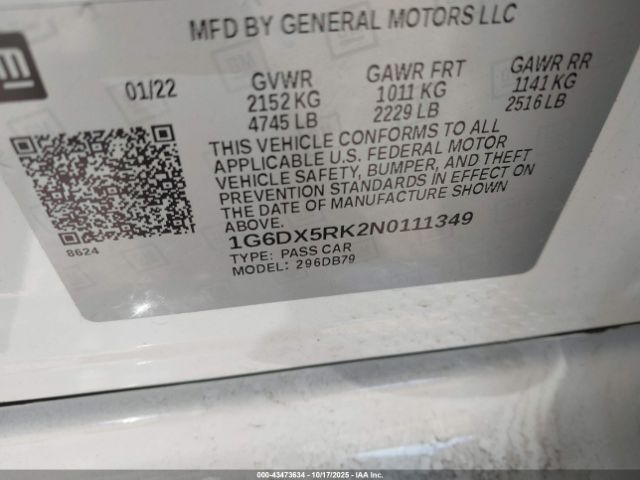 MFD BY GENERAL MOTORS LLC
01/22 GVWR GAWR FRT GAWR RR
2152 KG 1011 KG 1141 KG
4745 LB 2229 LB 2516 LB
THIS VEHICLE CONFORMS TO ALL
APPLICABLE U.S. FEDERAL MOTOR
VEHICLE SAFETY, BUMPER, AND THEFT
PREVENTION STANDARDS IN EFFECT ON
THE DATE OF MANUFACTURE SHOWN
ABOVE.
1G6DX5RK2N0111349
8624 TYPE: PASS CAR
MODEL: 296DB79
000-43473634 - 10/17/2025 - IAA Inc.